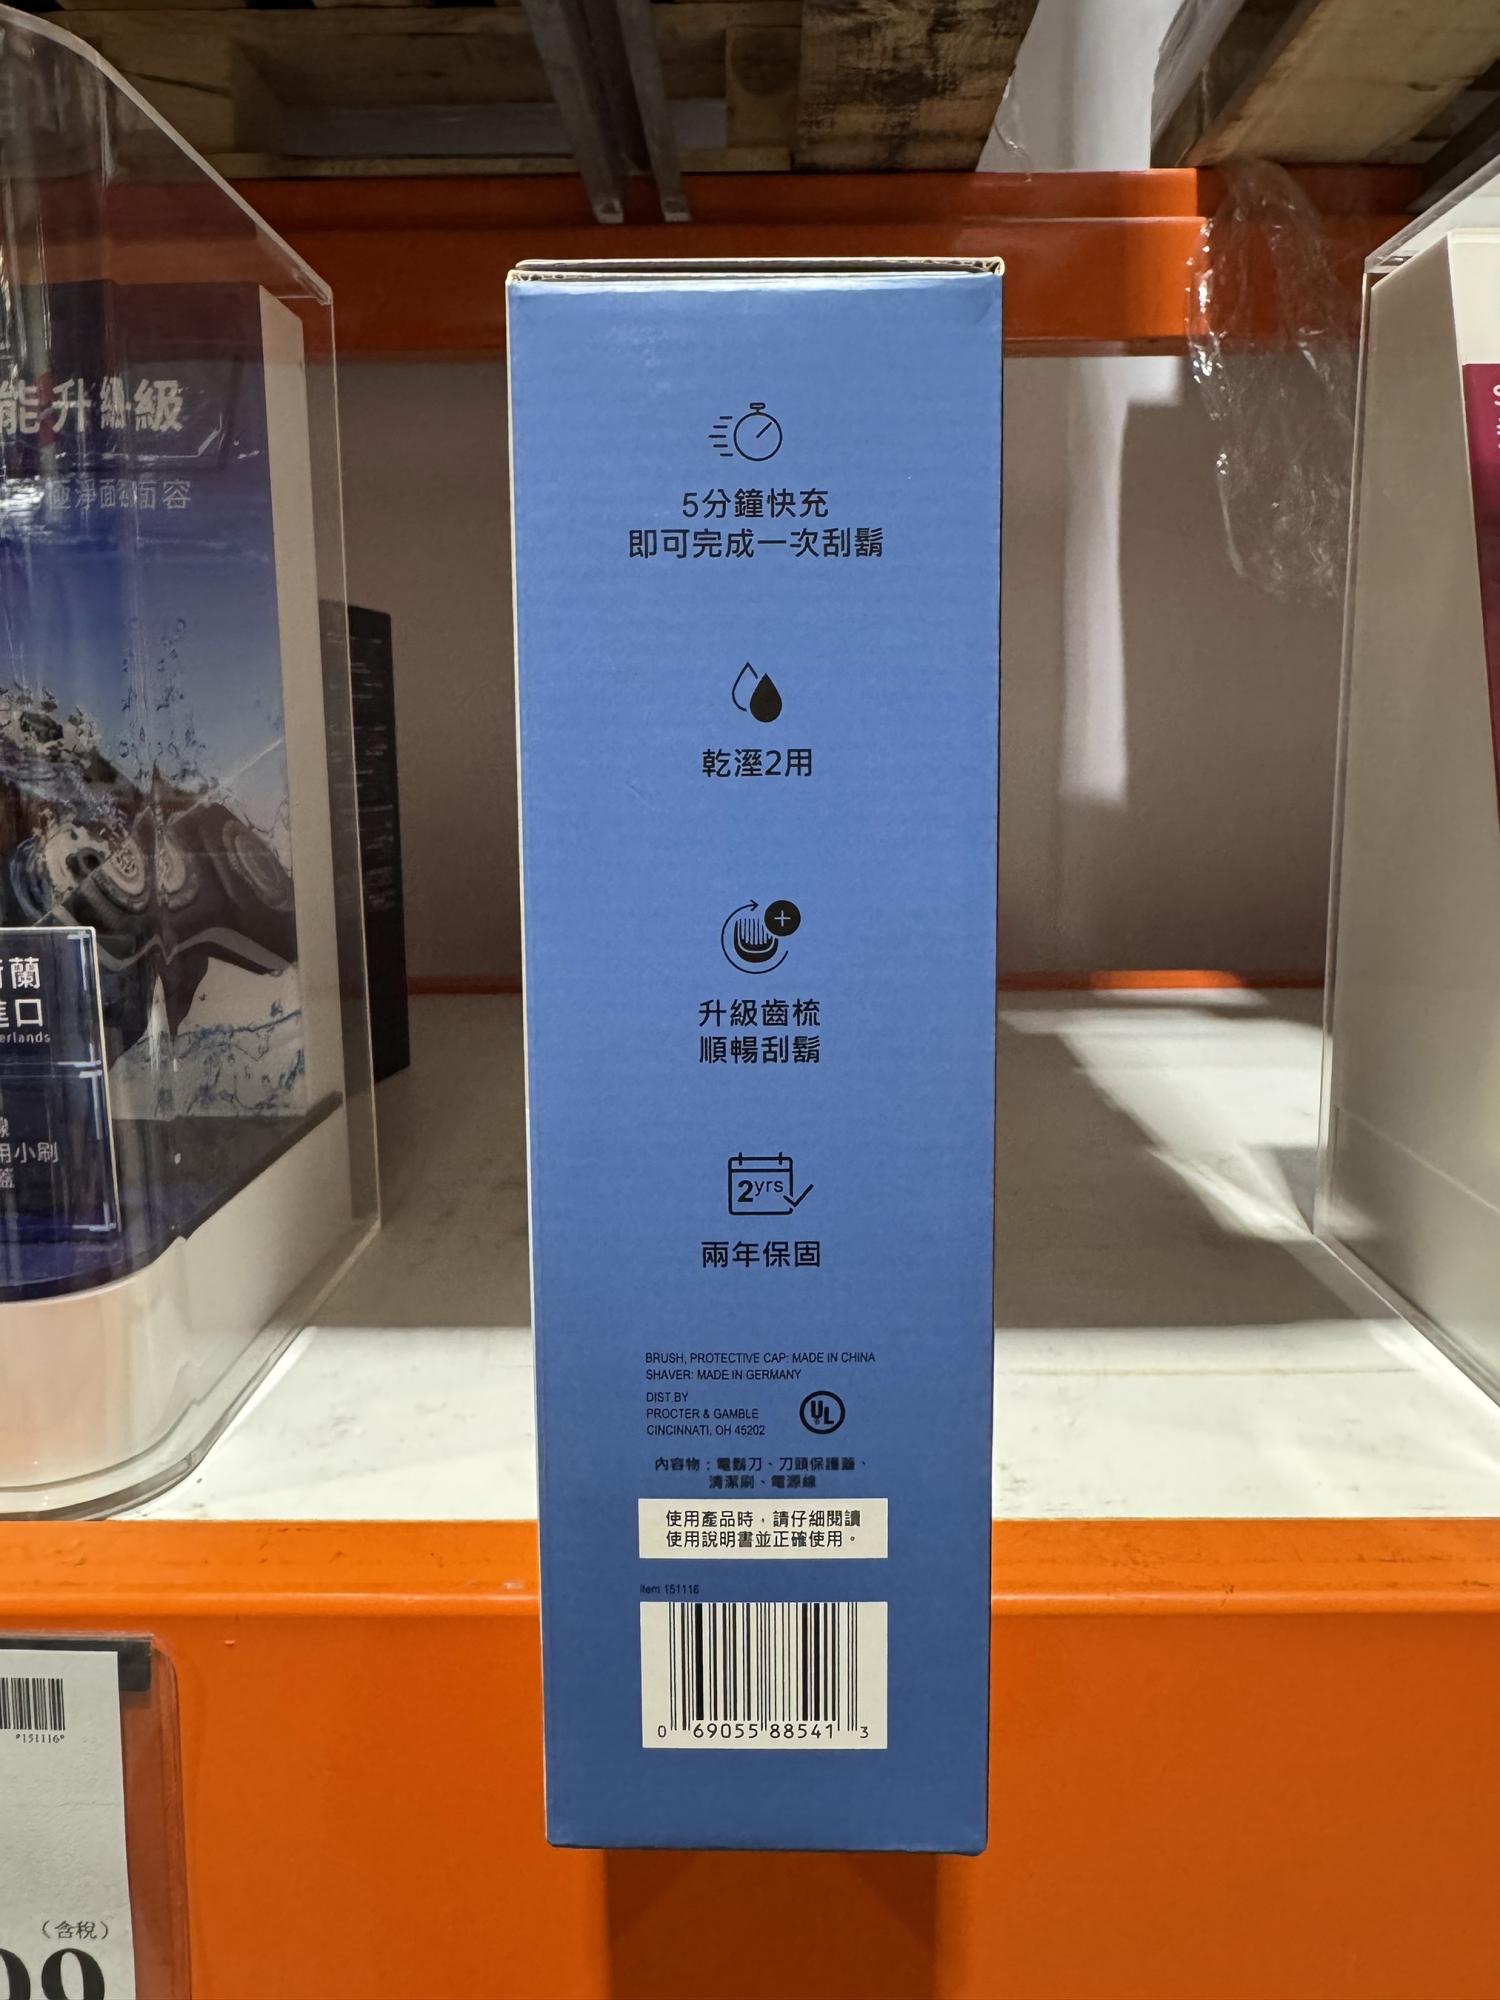 能升級
極淨面
面容
蘭
進口
erlands
用小刷
蓋
5分鐘快充
即可完成一次刮鬍
乾溼2用
升級齒梳
順暢刮鬍
2yrs
兩年保固
BRUSH, PROTECTIVE CAP: MADE IN CHINA
SHAVER: MADE IN GERMANY
DIST BY
PROCTER & GAMBLE
CINCINNATI, OH 45202
UL
內容物：電鬍刀、刀頭保護蓋、
清潔刷、電源線
使用產品時，請仔細閱讀
使用說明書並正確使用。
item 151116
0 69055 88541 3
*151116*
（含稅）
99